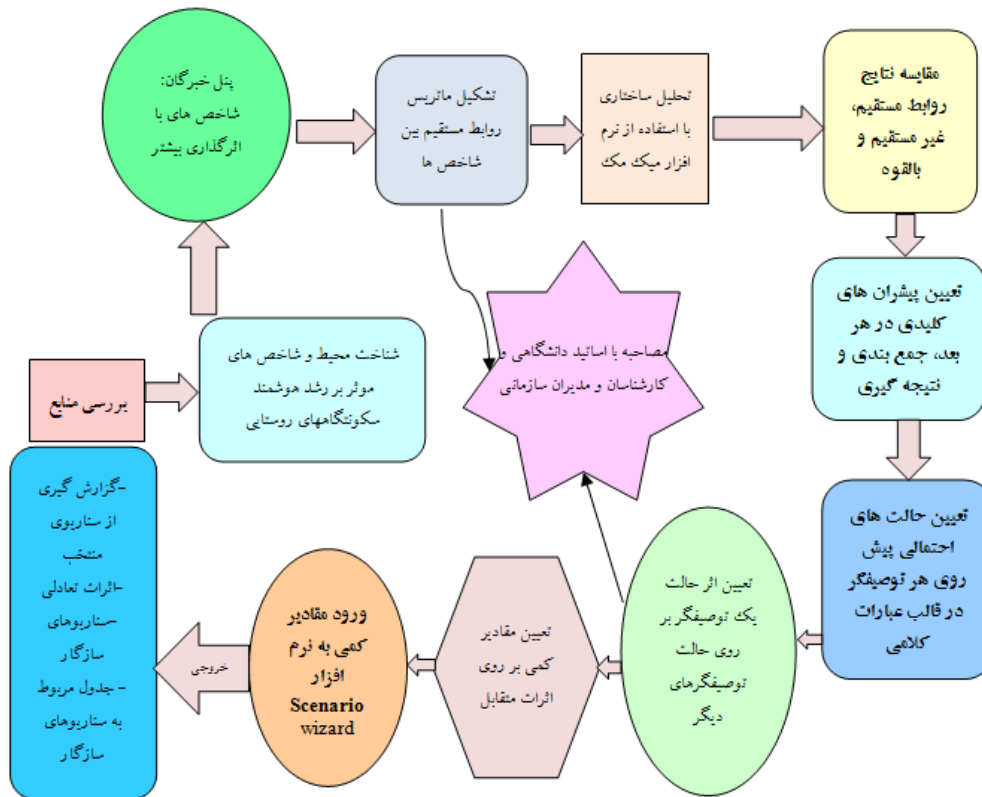 بررسی منابع
شناخت محیط و شاخص های
موثر بر رشد هوشمند
سکونتگاههای روستایی
پنل خبرگان:
شاخص های با
اثرگذاری بیشتر
تشکیل ماتریس
روابط مستقیم بین
شاخص ها
تحلیل ساختاری
با استفاده از نرم
افزار میک مک
مقایسه نتایج
روابط مستقیم،
غیر مستقیم و
بالقوه
تعیین پیشران های
کلیدی در هر
بعد، جمع بندی و
نتیجه گیری
مصاحبه با اساتید دانشگاهی و
کارشناسان و مدیران سازمانی
تعیین حالت های
احتمالی پیش
روی هر توصیفگر
در قالب عبارات
کلامی
تعیین اثر حالت
یک توصیفگر بر
روی حالت
توصیفگرهای
دیگر
تعیین مقادیر
کمی بر روی
اثرات متقابل
ورود مقادیر
کمی به نرم
افزار
Scenario
wizard
خروجی
-گزارش گیری
از سناریوی
منتخب
-اثرات تعادلی
-سناریوهای
سازگار
- جدول مربوط
به سناریوهای
سازگار